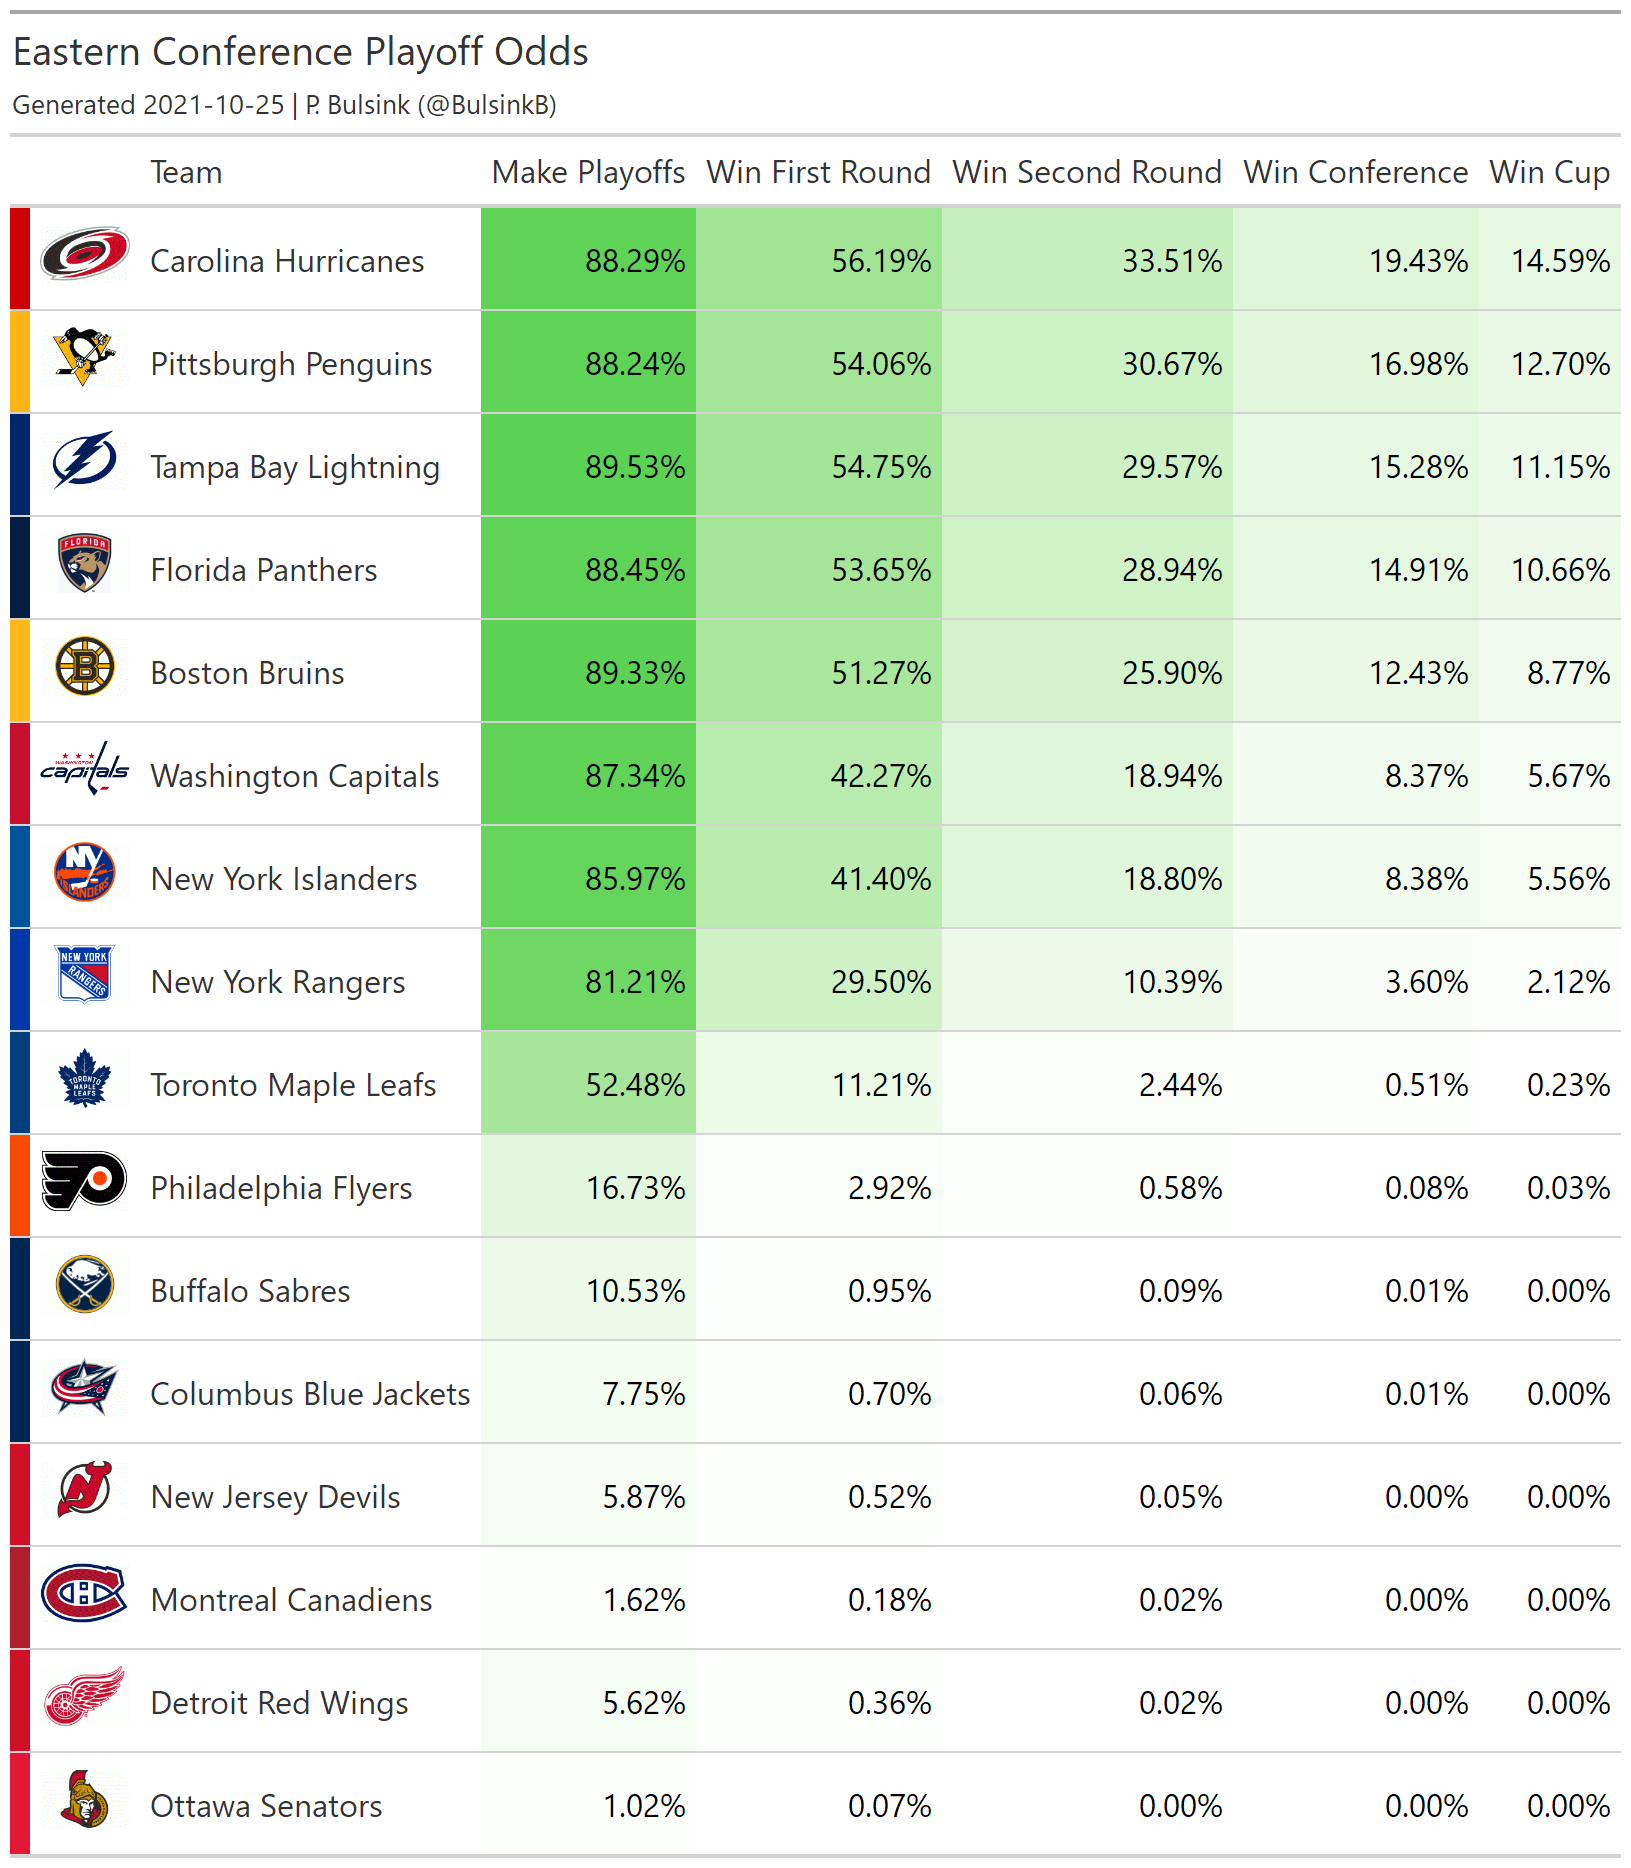 Eastern Conference Playoff Odds
Generated 2021-10-25 | P. Bulsink (@BulsinkB)
Team Make Playoffs Win First Round Win Second Round Win Conference Win Cup
Carolina Hurricanes 88.29% 56.19% 33.51% 19.43% 14.59%
Pittsburgh Penguins 88.24% 54.06% 30.67% 16.98% 12.70%
Tampa Bay Lightning 89.53% 54.75% 29.57% 15.28% 11.15%
FLORIDA
Florida Panthers 88.45% 53.65% 28.94% 14.91% 10.66%
B
Boston Bruins 89.33% 51.27% 25.90% 12.43% 8.77%
WASHINGTON
capitals
Washington Capitals 87.34% 42.27% 18.94% 8.37% 5.67%
NY
ISLANDERS
New York Islanders 85.97% 41.40% 18.80% 8.38% 5.56%
NEW YORK
RANGERS
New York Rangers 81.21% 29.50% 10.39% 3.60% 2.12%
TORONTO
MAPLE
LEAFS
Toronto Maple Leafs 52.48% 11.21% 2.44% 0.51% 0.23%
Philadelphia Flyers 16.73% 2.92% 0.58% 0.08% 0.03%
Buffalo Sabres 10.53% 0.95% 0.09% 0.01% 0.00%
Columbus Blue Jackets 7.75% 0.70% 0.06% 0.01% 0.00%
New Jersey Devils 5.87% 0.52% 0.05% 0.00% 0.00%
Montreal Canadiens 1.62% 0.18% 0.02% 0.00% 0.00%
Detroit Red Wings 5.62% 0.36% 0.02% 0.00% 0.00%
Ottawa Senators 1.02% 0.07% 0.00% 0.00% 0.00%